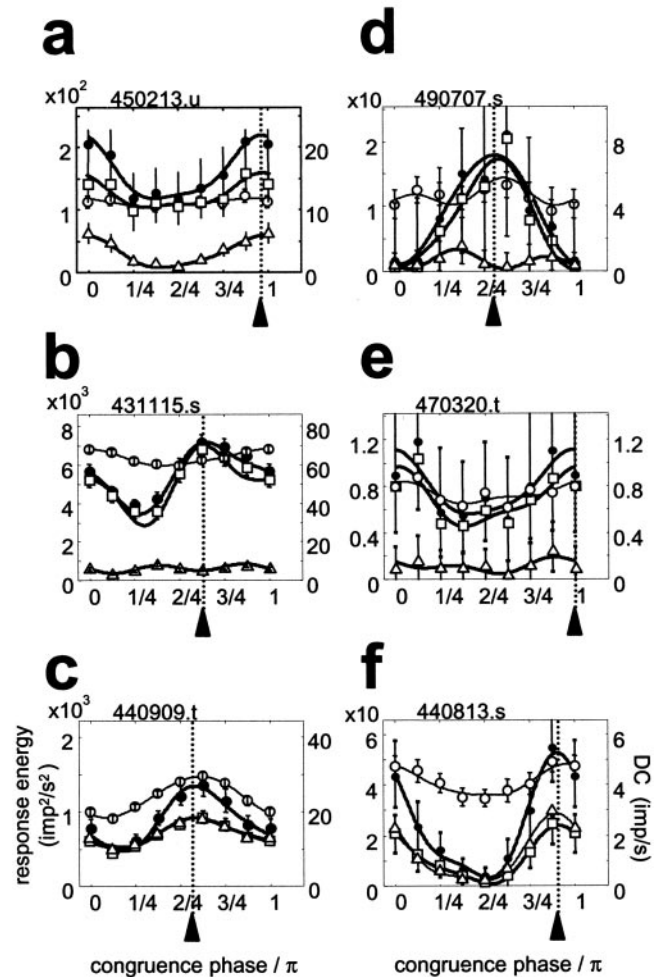 a
x10²
450213.u
2
1
0
20
10
0
0 1/4 2/4 3/4 1
b
x10³
431115.s
8
6
4
2
0
80
60
40
20
0
0 1/4 2/4 3/4 1
c
x10³
440909.t
2
1
0
40
20
0
0 1/4 2/4 3/4 1
response energy
(imp²/s²)
congruence phase / π
d
x10
490707.s
2
1
0
8
4
0
0 1/4 2/4 3/4 1
e
470320.t
1.2
0.8
0.4
1.2
0.8
0.4
0
0 1/4 2/4 3/4 1
f
x10
440813.s
6
4
2
0
6
4
2
0
0 1/4 2/4 3/4 1
DC
(imp/s)
congruence phase / π